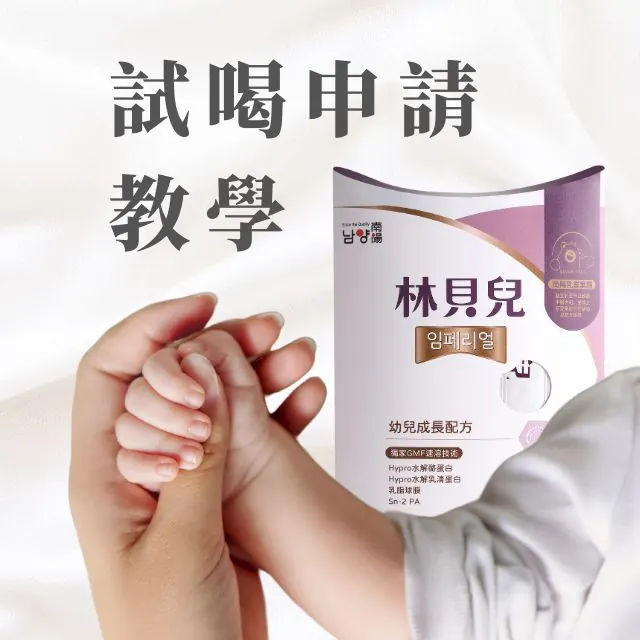 試喝申請
教學
남양
南陽
林貝兒
임페리얼
幼兒成長配方
獨家GMF速溶技術
Hypro水解酪蛋白
Hypro水解乳清蛋白
乳脂球膜
Sn-2 PA